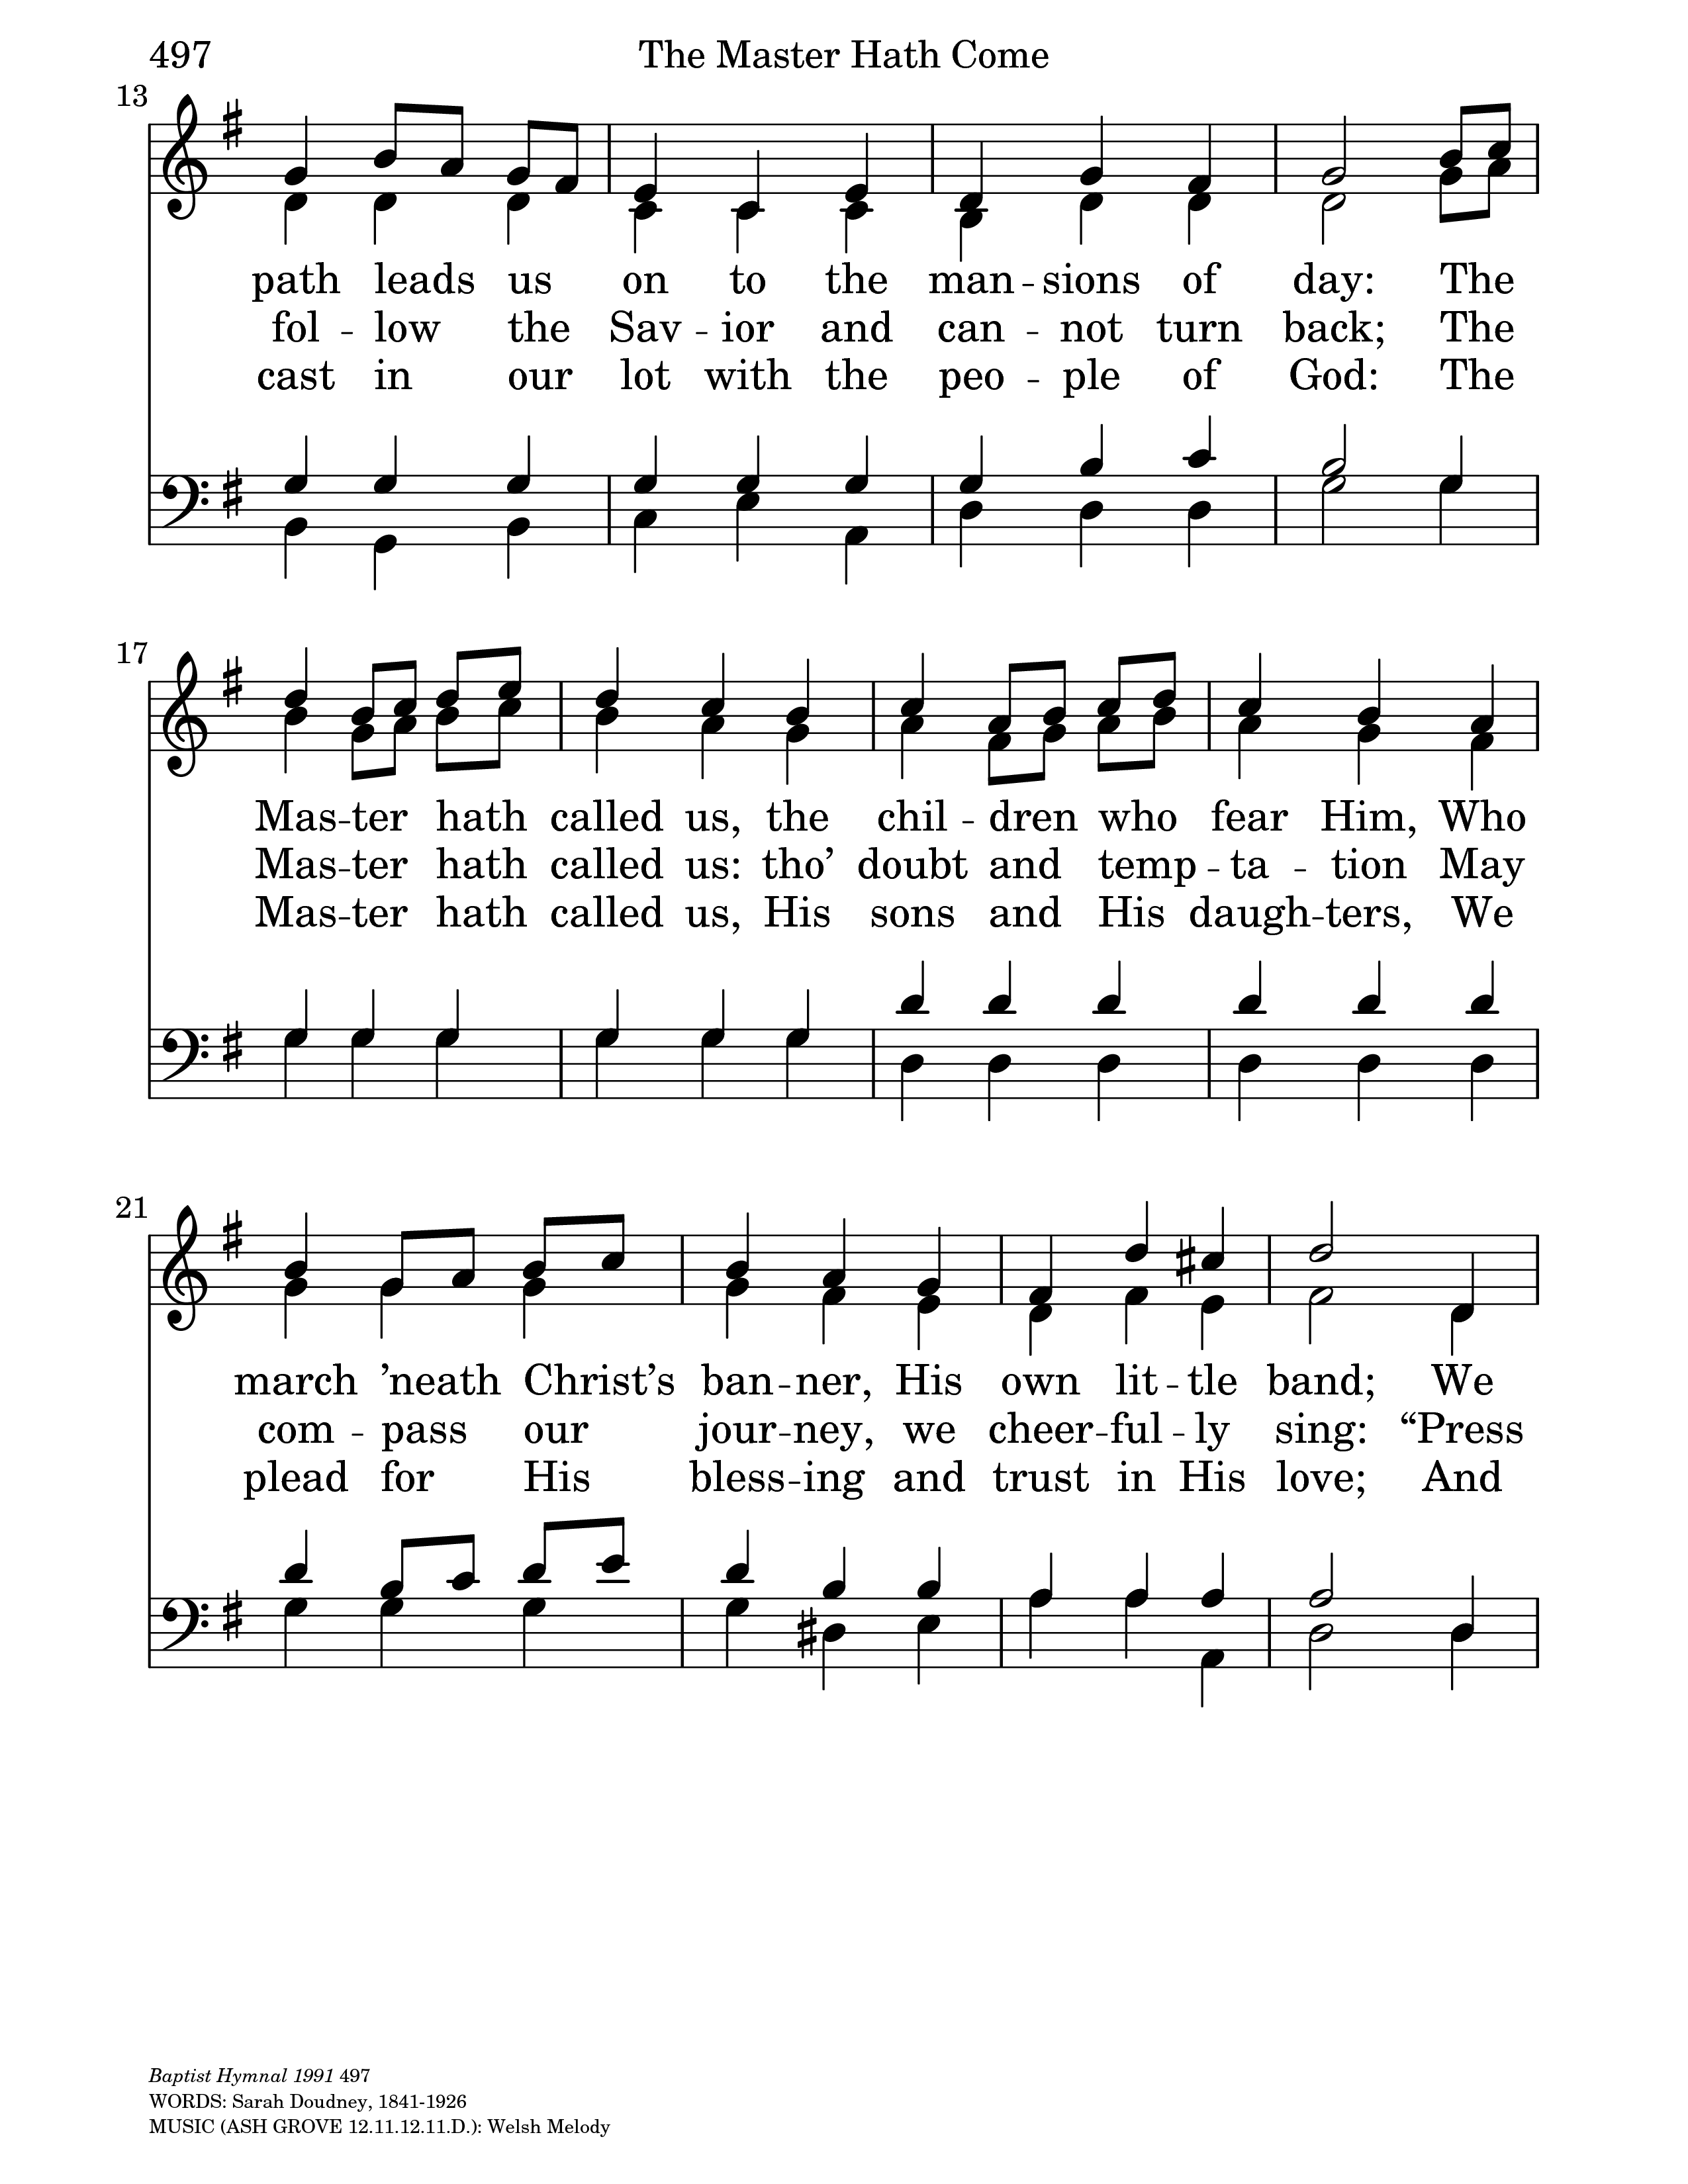 497 The Master Hath Come
13
path leads us on to the man -- sions of day: The
fol -- low the Sav -- ior and can -- not turn back; The
cast in our lot with the peo -- ple of God: The
17
Mas -- ter hath called us, the chil -- dren who fear Him, Who
Mas -- ter hath called us: tho’ doubt and temp -- ta -- tion May
Mas -- ter hath called us, His sons and His daugh -- ters, We
21
march ’neath Christ’s ban -- ner, His own lit -- tle band; We
com -- pass our jour -- ney, we cheer -- ful -- ly sing: “Press
plead for His bless -- ing and trust in His love; And
Baptist Hymnal 1991 497
WORDS: Sarah Doudney, 1841-1926
MUSIC (ASH GROVE 12.11.12.11.D.): Welsh Melody